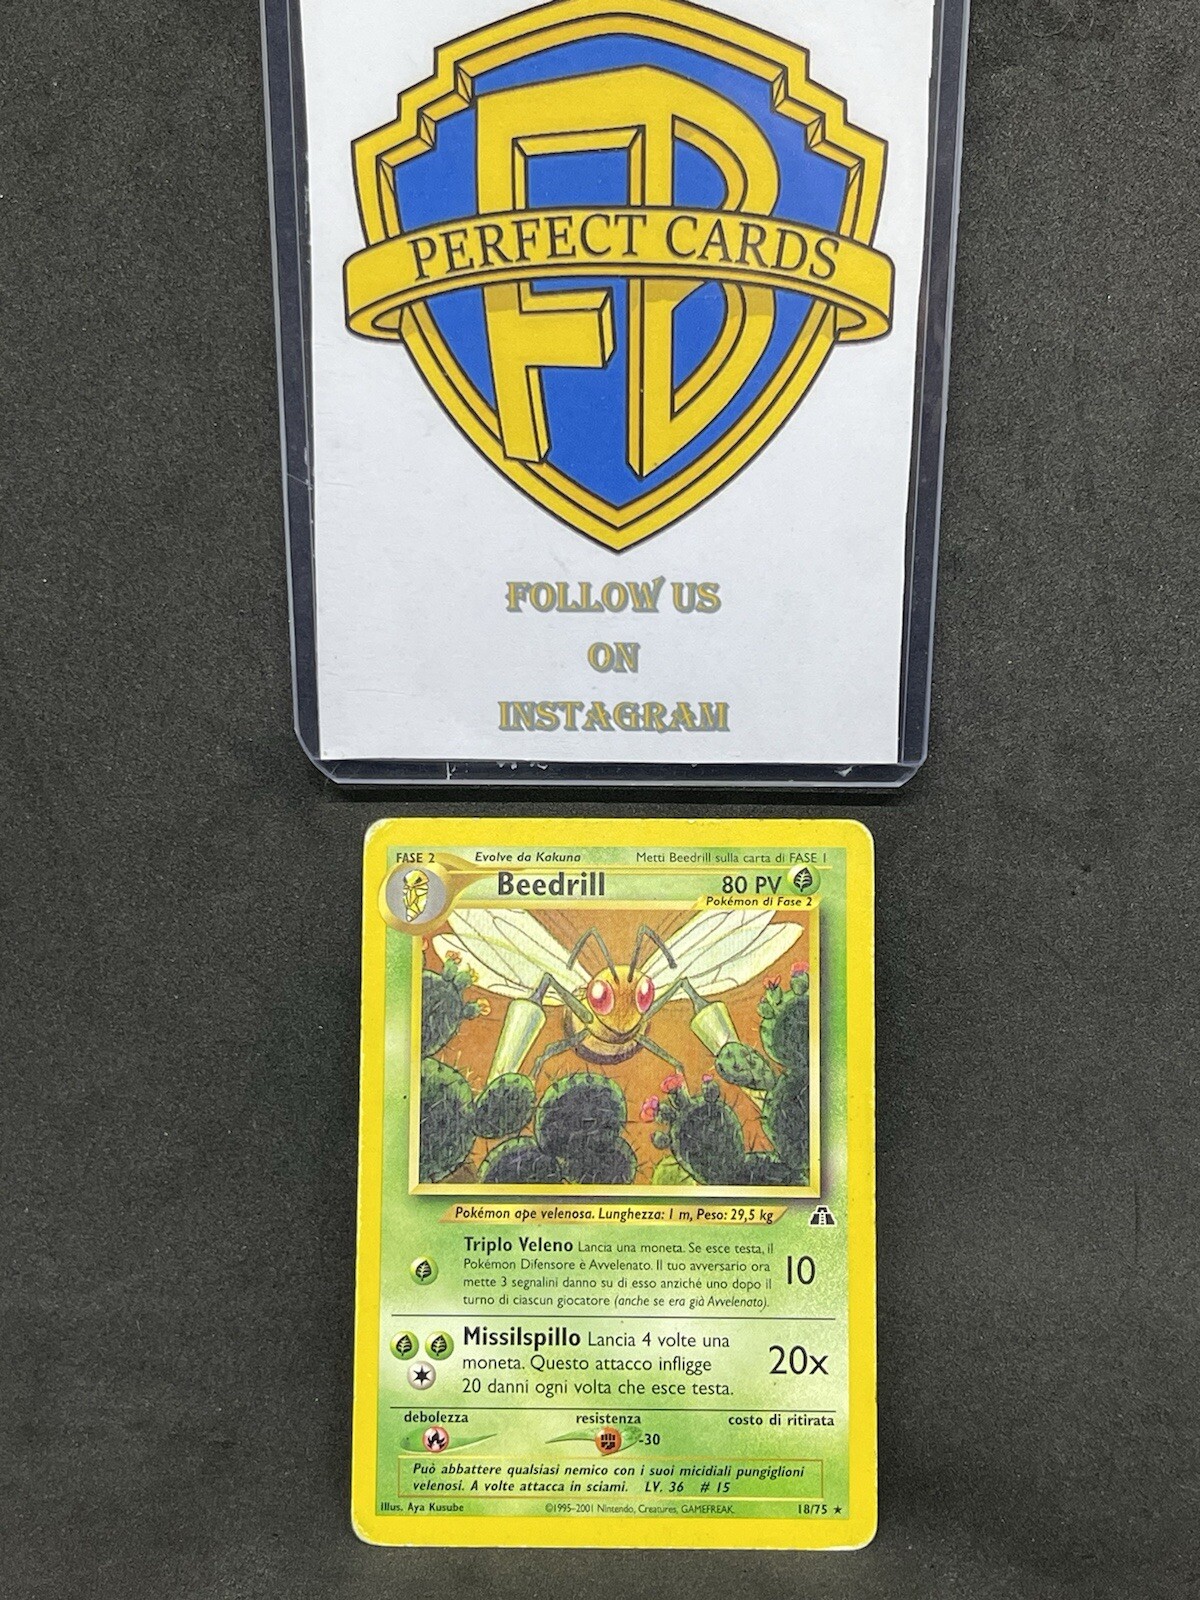 FB
PERFECT CARDS
FOLLOW US
ON
INSTAGRAM
FASE 2 Evolve da Kakuna Metti Beedrill sulla carta di FASE 1
Beedrill 80 PV
Pokémon di Fase 2
Pokémon ape velenosa. Lunghezza: 1 m, Peso: 29,5 kg
Triplo Veleno Lancia una moneta. Se esce testa, il
Pokémon Difensore è Avvelenato. Il tuo avversario ora
mette 3 segnalini danno su di esso anziché uno dopo il
turno di ciascun giocatore (anche se era già Avvelenato).
10
Missilspillo Lancia 4 volte una
moneta. Questo attacco infligge
20 danni ogni volta che esce testa.
20x
debolezza resistenza costo di ritirata
-30
Può abbattere qualsiasi nemico con i suoi micidiali pungiglioni
velenosi. A volte attacca in sciami. LV. 36 # 15
Illus. Aya Kusube ©1995-2001 Nintendo, Creatures, GAMEFREAK. 18/75 ★